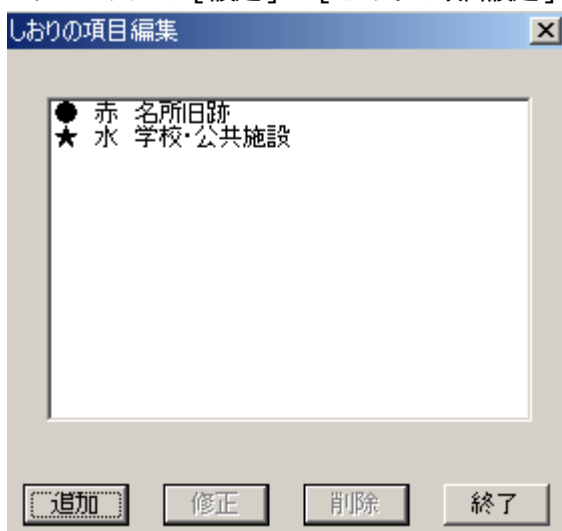 しおりの項目編集
● 赤 名所旧跡
★ 水 学校・公共施設
追加 修正 削除 終了